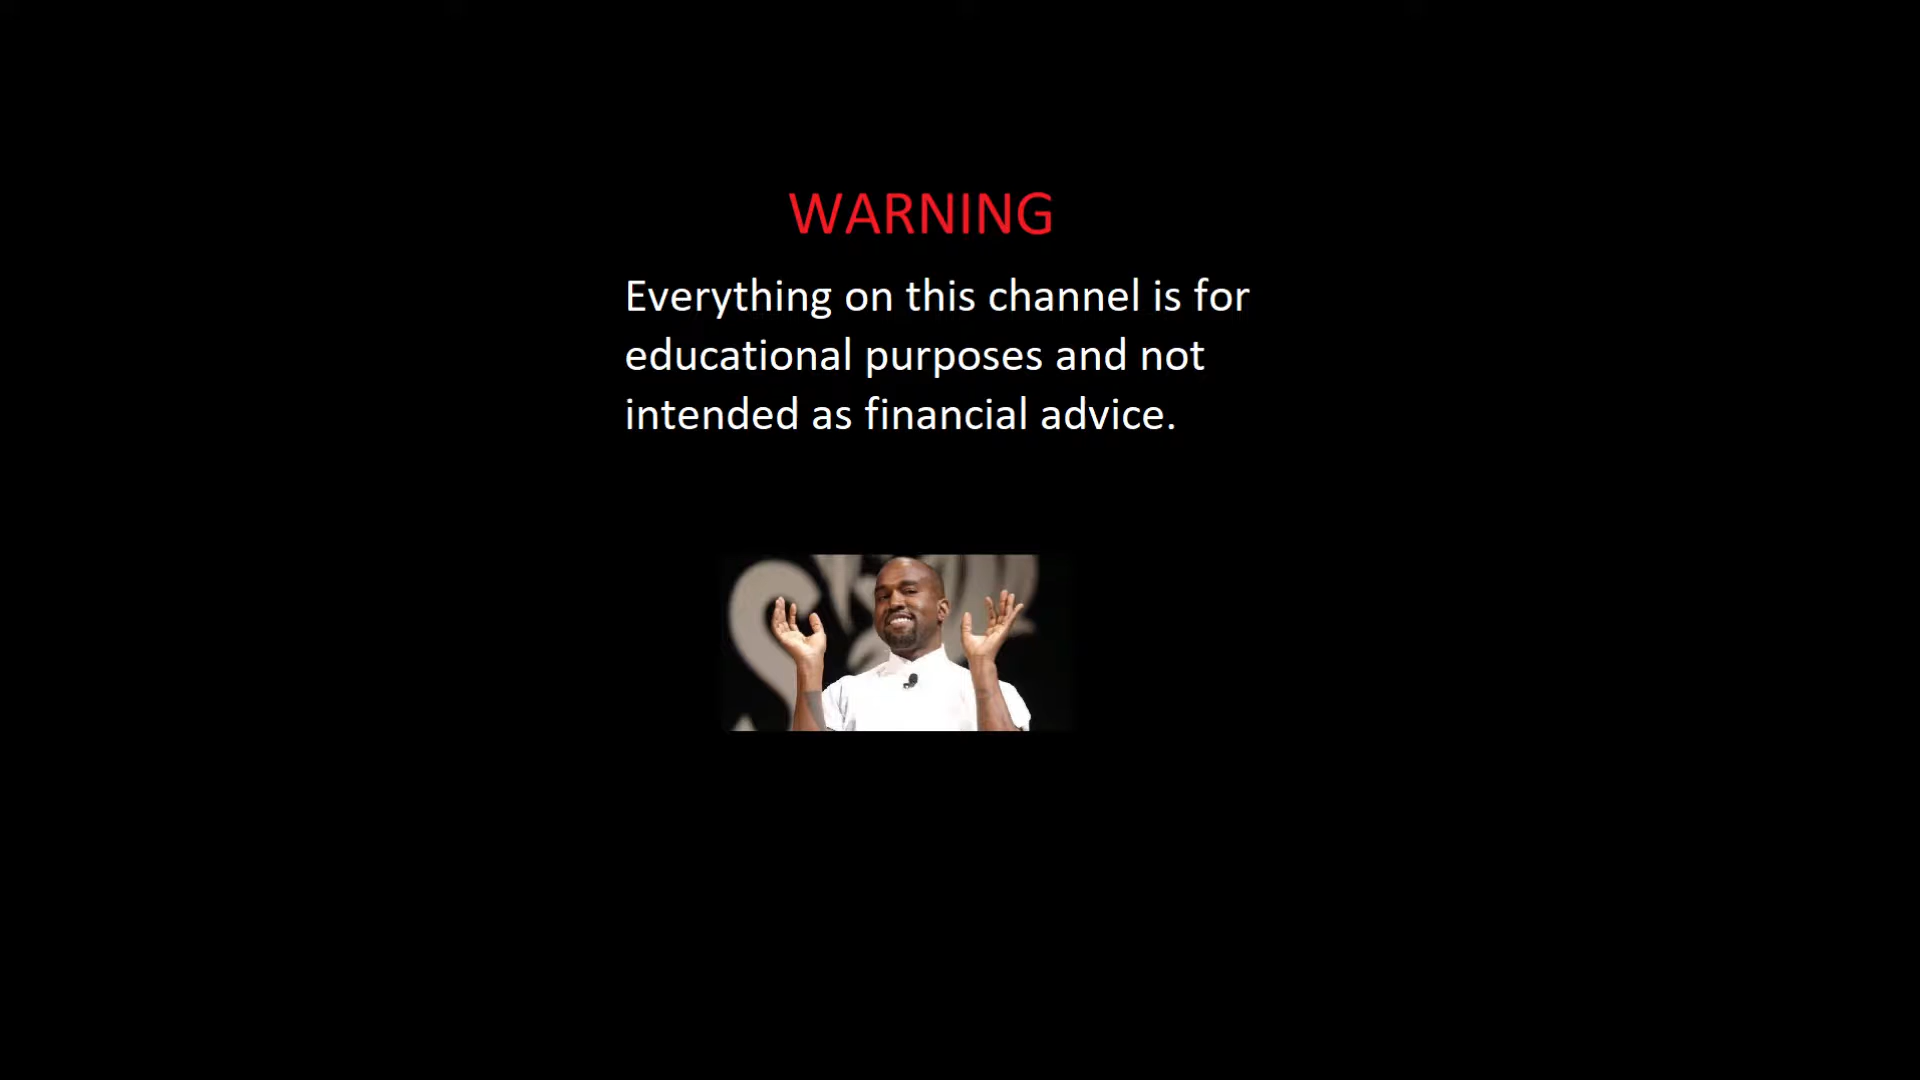 WARNING
Everything on this channel is for
educational purposes and not
intended as financial advice.